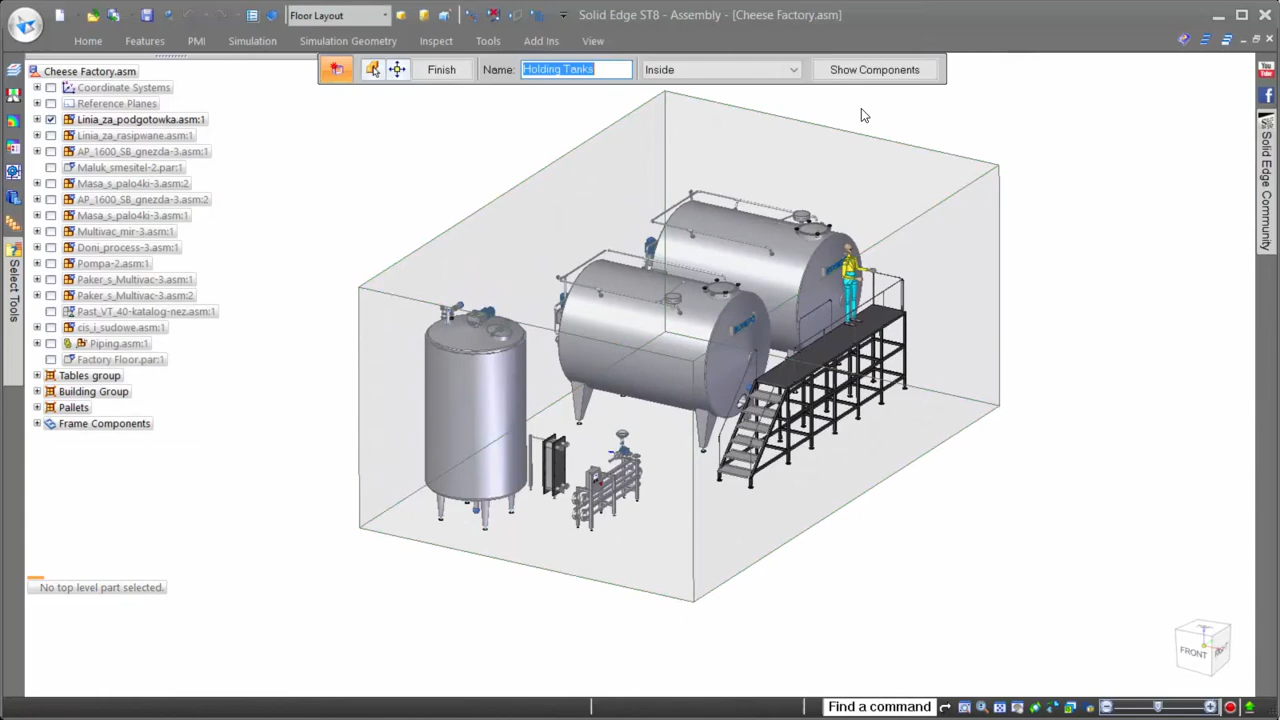 Floor Layout
Solid Edge ST8 - Assembly - [Cheese Factory.asm]
Home Features PMI Simulation Simulation Geometry Inspect Tools Add Ins View
Finish Name: Holding Tanks Inside Show Components
Cheese Factory.asm
Coordinate Systems
Reference Planes
Linia_za_podgotowka.asm:1
Linia_za_rasipwane.asm:1
AP_1600_SB_gnezda-3.asm:1
Maluk_smesitel-2.par:1
Masa_s_palo4ki-3.asm:2
AP_1600_SB_gnezda-3.asm:2
Masa_s_palo4ki-3.asm:1
Multivac_mir-3.asm:1
Doni_process-3.asm:1
Pompa-2.asm:1
Paker_s_Multivac-3.asm:1
Paker_s_Multivac-3.asm:2
Past_VT_40-katalog-nez.asm:1
cis_i_sudowe.asm:1
Piping.asm:1
Factory Floor.par:1
Tables group
Building Group
Pallets
Frame Components
Select Tools
No top level part selected.
You
Tube
Solid Edge Community
FRONT
Find a command